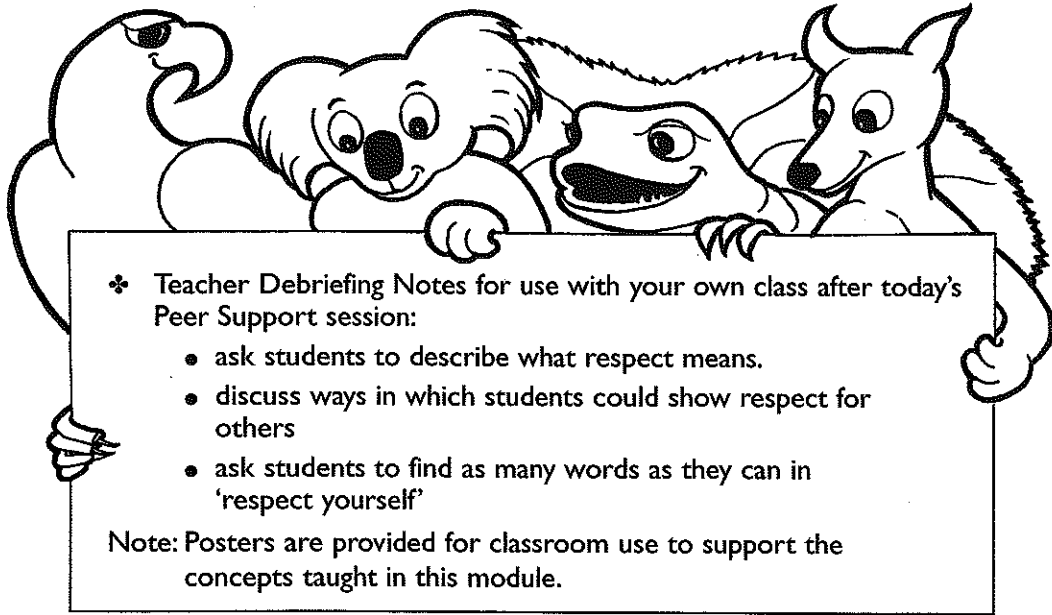 ✤ Teacher Debriefing Notes for use with your own class after today's
Peer Support session:
• ask students to describe what respect means.
• discuss ways in which students could show respect for
others
• ask students to find as many words as they can in
'respect yourself'
Note: Posters are provided for classroom use to support the
concepts taught in this module.